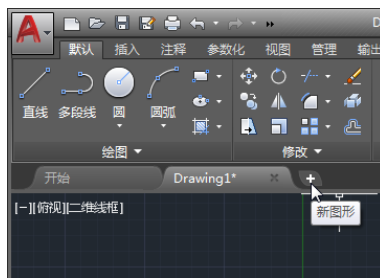 A
D
默认 插入 注释 参数化 视图 管理 输出
直线 多段线 圆 圆弧
绘图 修改
开始 Drawing1*
[-][俯视][二维线框]
新图形